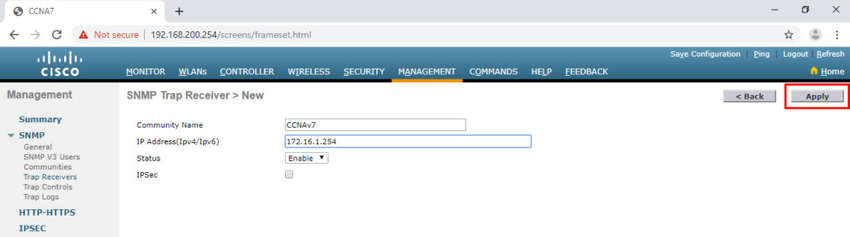 CCNA7
Not secure | 192.168.200.254/screens/frameset.html
Save Configuration | Ping | Logout | Refresh
CISCO
MONITOR WLANs CONTROLLER WIRELESS SECURITY MANAGEMENT COMMANDS HELP FEEDBACK
Home
Management
SNMP Trap Receiver > New
< Back
Apply
Summary
SNMP
General
SNMP V3 Users
Communities
Trap Receivers
Trap Controls
Trap Logs
HTTP-HTTPS
IPSEC
Community Name CCNAv7
IP Address(Ipv4/Ipv6) 172.16.1.254
Status Enable
IPSec